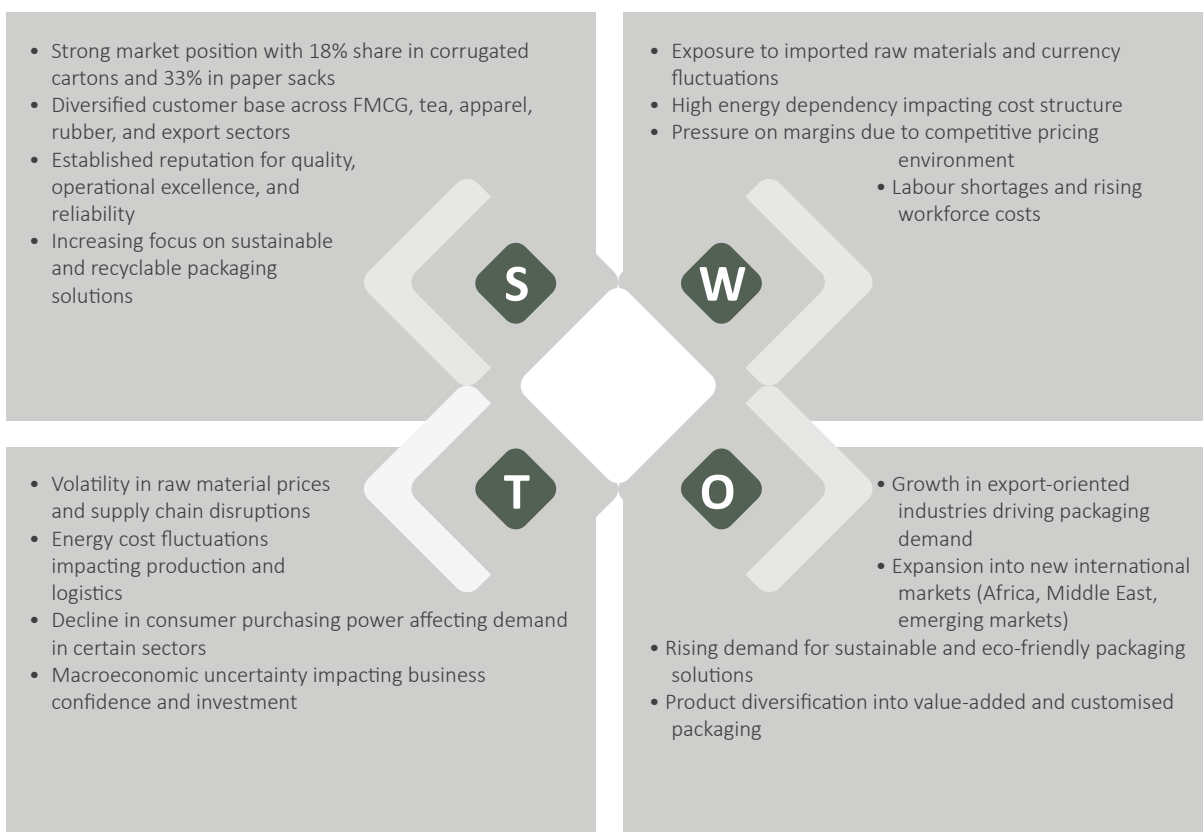 • Strong market position with 18% share in corrugated
cartons and 33% in paper sacks
• Diversified customer base across FMCG, tea, apparel,
rubber, and export sectors
• Established reputation for quality,
operational excellence, and
reliability
• Increasing focus on sustainable
and recyclable packaging
solutions
S
• Exposure to imported raw materials and currency
fluctuations
• High energy dependency impacting cost structure
• Pressure on margins due to competitive pricing
environment
• Labour shortages and rising
workforce costs
W
• Volatility in raw material prices
and supply chain disruptions
• Energy cost fluctuations
impacting production and
logistics
• Decline in consumer purchasing power affecting demand
in certain sectors
• Macroeconomic uncertainty impacting business
confidence and investment
T
O
• Growth in export-oriented
industries driving packaging
demand
• Expansion into new international
markets (Africa, Middle East,
emerging markets)
• Rising demand for sustainable and eco-friendly packaging
solutions
• Product diversification into value-added and customised
packaging